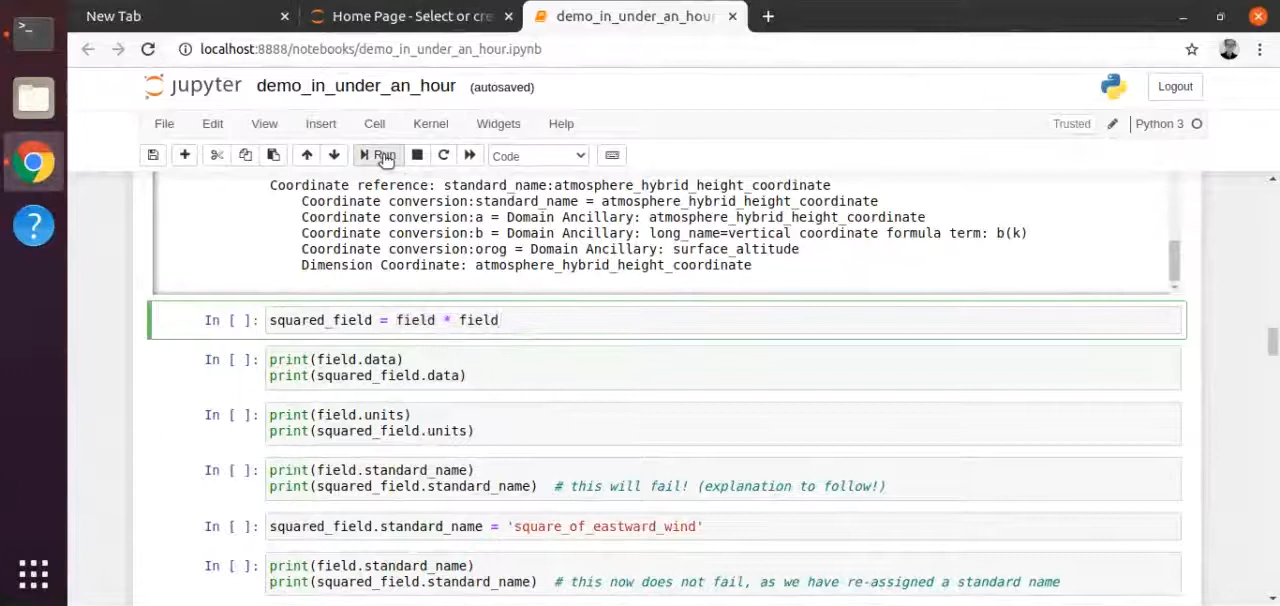 New Tab
Home Page - Select or cre
demo_in_under_an_hour
localhost:8888/notebooks/demo_in_under_an_hour.ipynb
jupyter demo_in_under_an_hour (autosaved)
Logout
File Edit View Insert Cell Kernel Widgets Help
Trusted Python 3
Run Code
Coordinate reference: standard_name:atmosphere_hybrid_height_coordinate
Coordinate conversion:standard_name = atmosphere_hybrid_height_coordinate
Coordinate conversion:a = Domain Ancillary: atmosphere_hybrid_height_coordinate
Coordinate conversion:b = Domain Ancillary: long_name=vertical coordinate formula term: b(k)
Coordinate conversion:orog = Domain Ancillary: surface_altitude
Dimension Coordinate: atmosphere_hybrid_height_coordinate
In [ ]: squared_field = field * field
In [ ]: print(field.data)
print(squared_field.data)
In [ ]: print(field.units)
print(squared_field.units)
In [ ]: print(field.standard_name)
print(squared_field.standard_name) # this will fail! (explanation to follow!)
In [ ]: squared_field.standard_name = 'square_of_eastward_wind'
In [ ]: print(field.standard_name)
print(squared_field.standard_name) # this now does not fail, as we have re-assigned a standard name